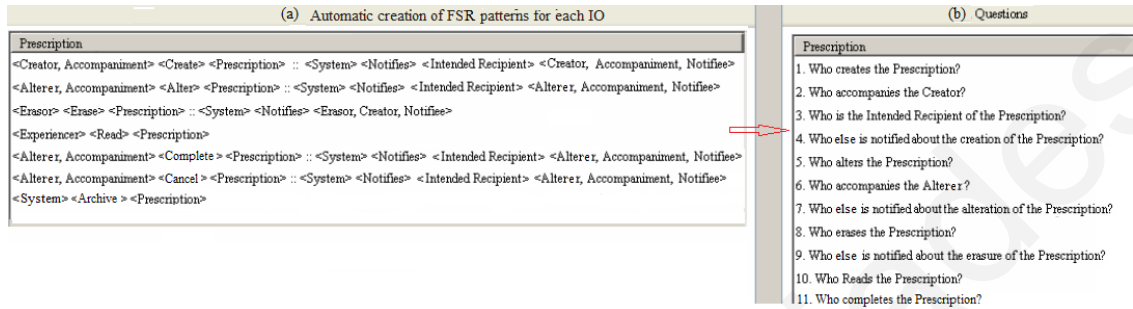 (a) Automatic creation of FSR patterns for each IO
Prescription
<Creator, Accompaniment> <Create> <Prescription> :: <System> <Notifies> <Intended Recipient> <Creator, Accompaniment, Notifiee>
<Alterer, Accompaniment> <Alter> <Prescription> :: <System> <Notifies> <Intended Recipient> <Alterer, Accompaniment, Notifiee>
<Erasor> <Erase> <Prescription> :: <System> <Notifies> <Erasor, Creator, Notifiee>
<Experiencer> <Read> <Prescription>
<Alterer, Accompaniment> <Complete > <Prescription> :: <System> <Notifies> <Intended Recipient> <Alterer, Accompaniment, Notifiee>
<Alterer, Accompaniment> <Cancel > <Prescription> :: <System> <Notifies> <Intended Recipient> <Alterer, Accompaniment, Notifiee>
<System> <Archive > <Prescription>
(b) Questions
Prescription
1. Who creates the Prescription?
2. Who accompanies the Creator?
3. Who is the Intended Recipient of the Prescription?
4. Who else is notified about the creation of the Prescription?
5. Who alters the Prescription?
6. Who accompanies the Alterer?
7. Who else is notified about the alteration of the Prescription?
8. Who erases the Prescription?
9. Who else is notified about the erasure of the Prescription?
10. Who Reads the Prescription?
11. Who completes the Prescription?